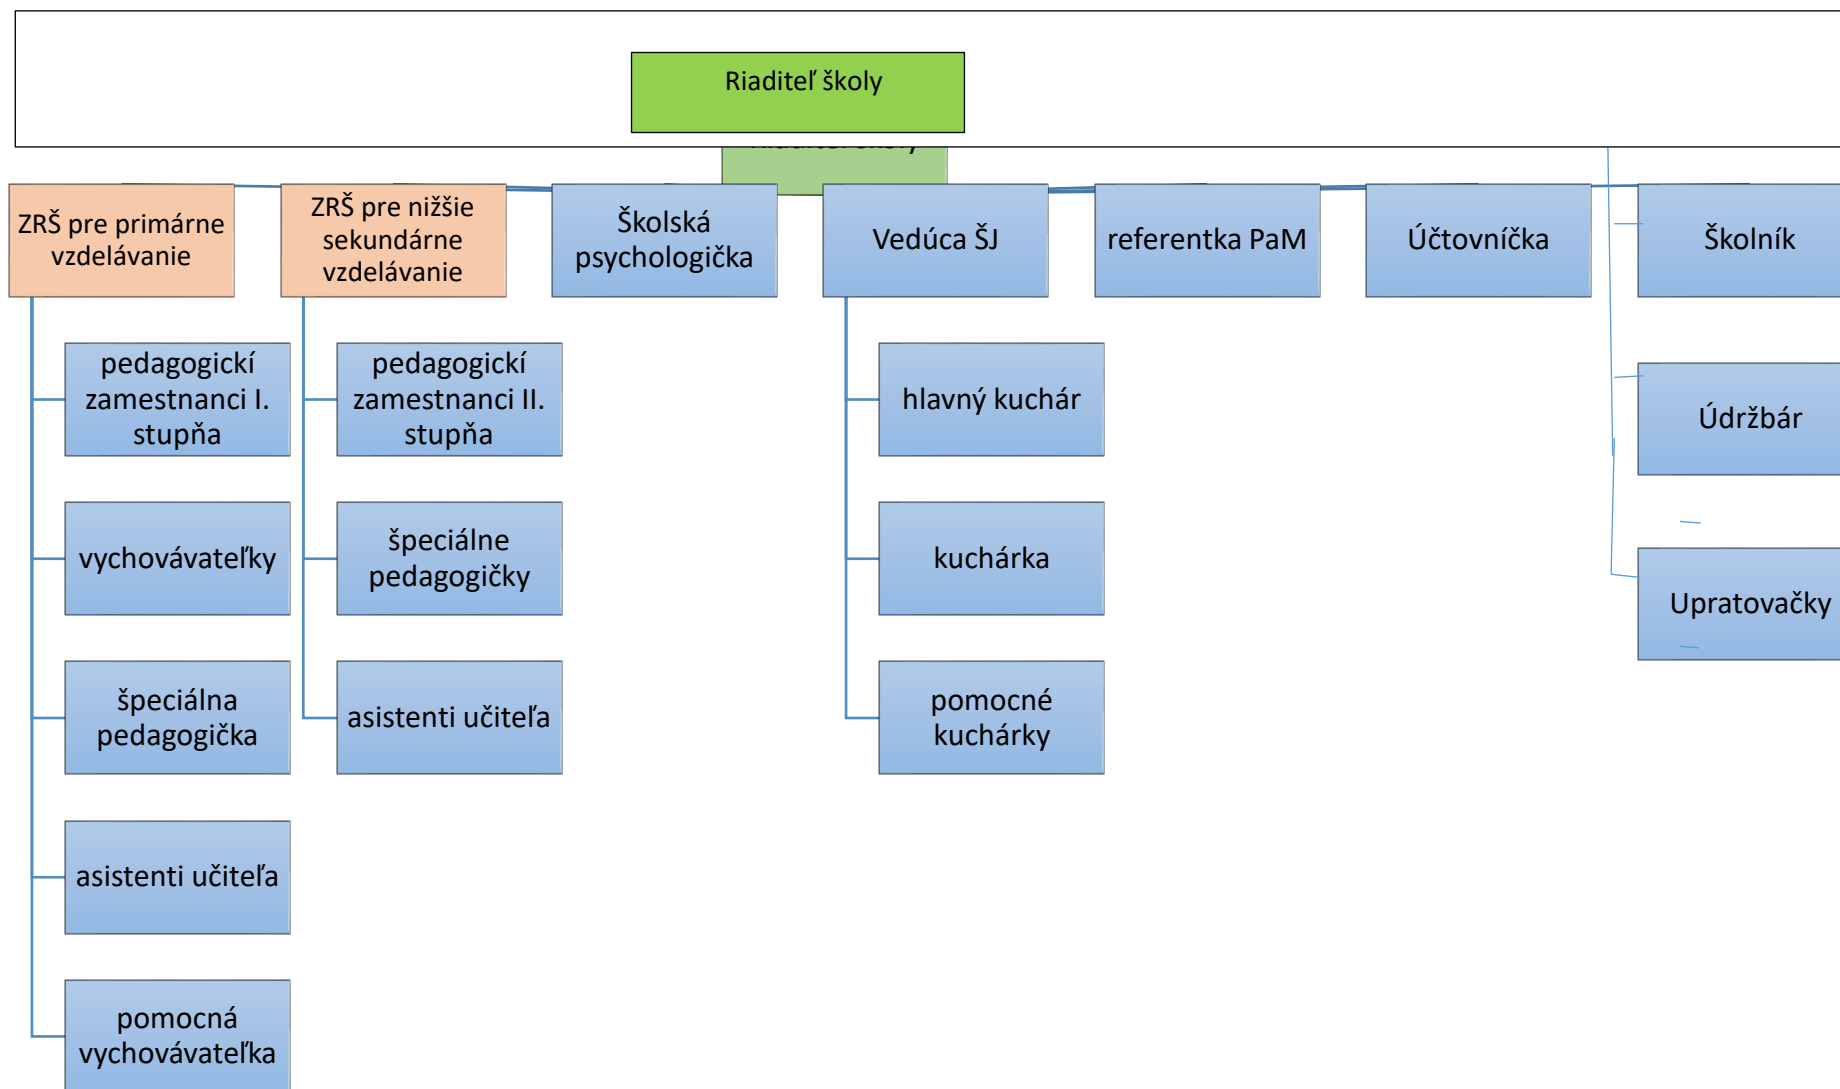 Riaditeľ školy
ZRŠ pre primárne
vzdelávanie
ZRŠ pre nižšie
sekundárne
vzdelávanie
Školská
psychologička
Vedúca ŠJ
referentka PaM
Účtovníčka
Školník
pedagogickí
zamestnanci I.
stupňa
pedagogickí
zamestnanci II.
stupňa
hlavný kuchár
Údržbár
vychovávateľky
špeciálne
pedagogičky
kuchárka
Upratovačky
špeciálna
pedagogička
asistenti učiteľa
pomocné
kuchárky
asistenti učiteľa
pomocná
vychovávateľka